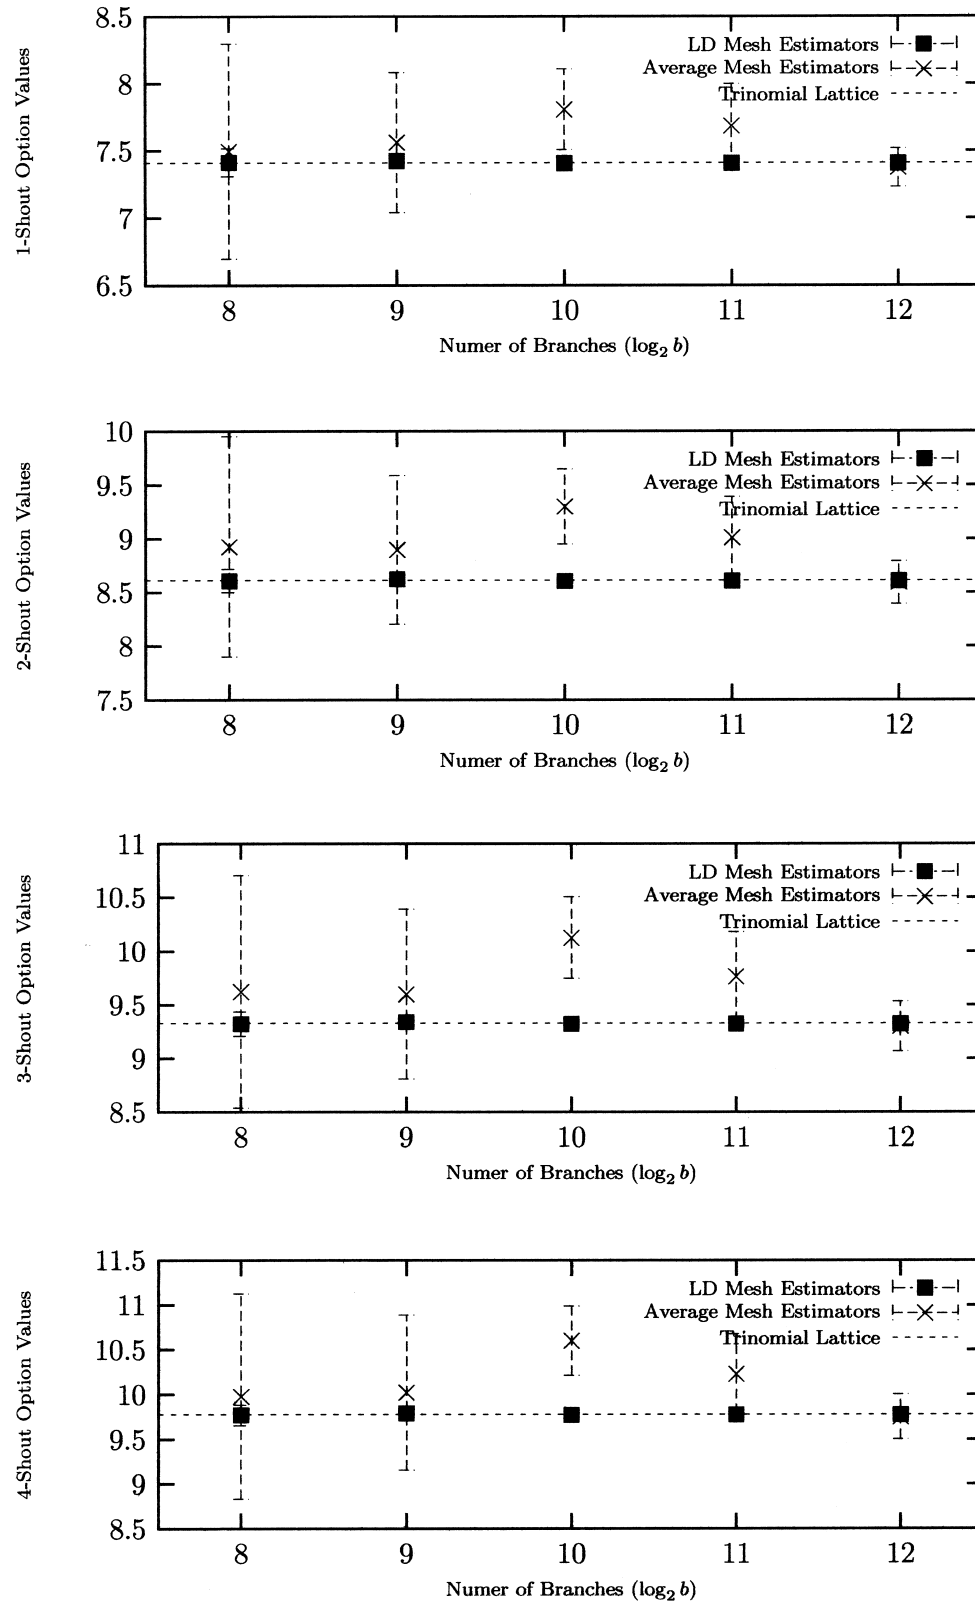 8.5
LD Mesh Estimators
8
Average Mesh Estimators
Trinomial Lattice
7.5
7
6.5
1-Shout Option Values
8 9 10 11 12
Numer of Branches (log₂ b)
10
LD Mesh Estimators
9.5
Average Mesh Estimators
Trinomial Lattice
9
8.5
8
7.5
2-Shout Option Values
8 9 10 11 12
Numer of Branches (log₂ b)
11
LD Mesh Estimators
10.5
Average Mesh Estimators
Trinomial Lattice
10
9.5
9
8.5
3-Shout Option Values
8 9 10 11 12
Numer of Branches (log₂ b)
11.5
LD Mesh Estimators
11
Average Mesh Estimators
Trinomial Lattice
10.5
10
9.5
9
8.5
4-Shout Option Values
8 9 10 11 12
Numer of Branches (log₂ b)